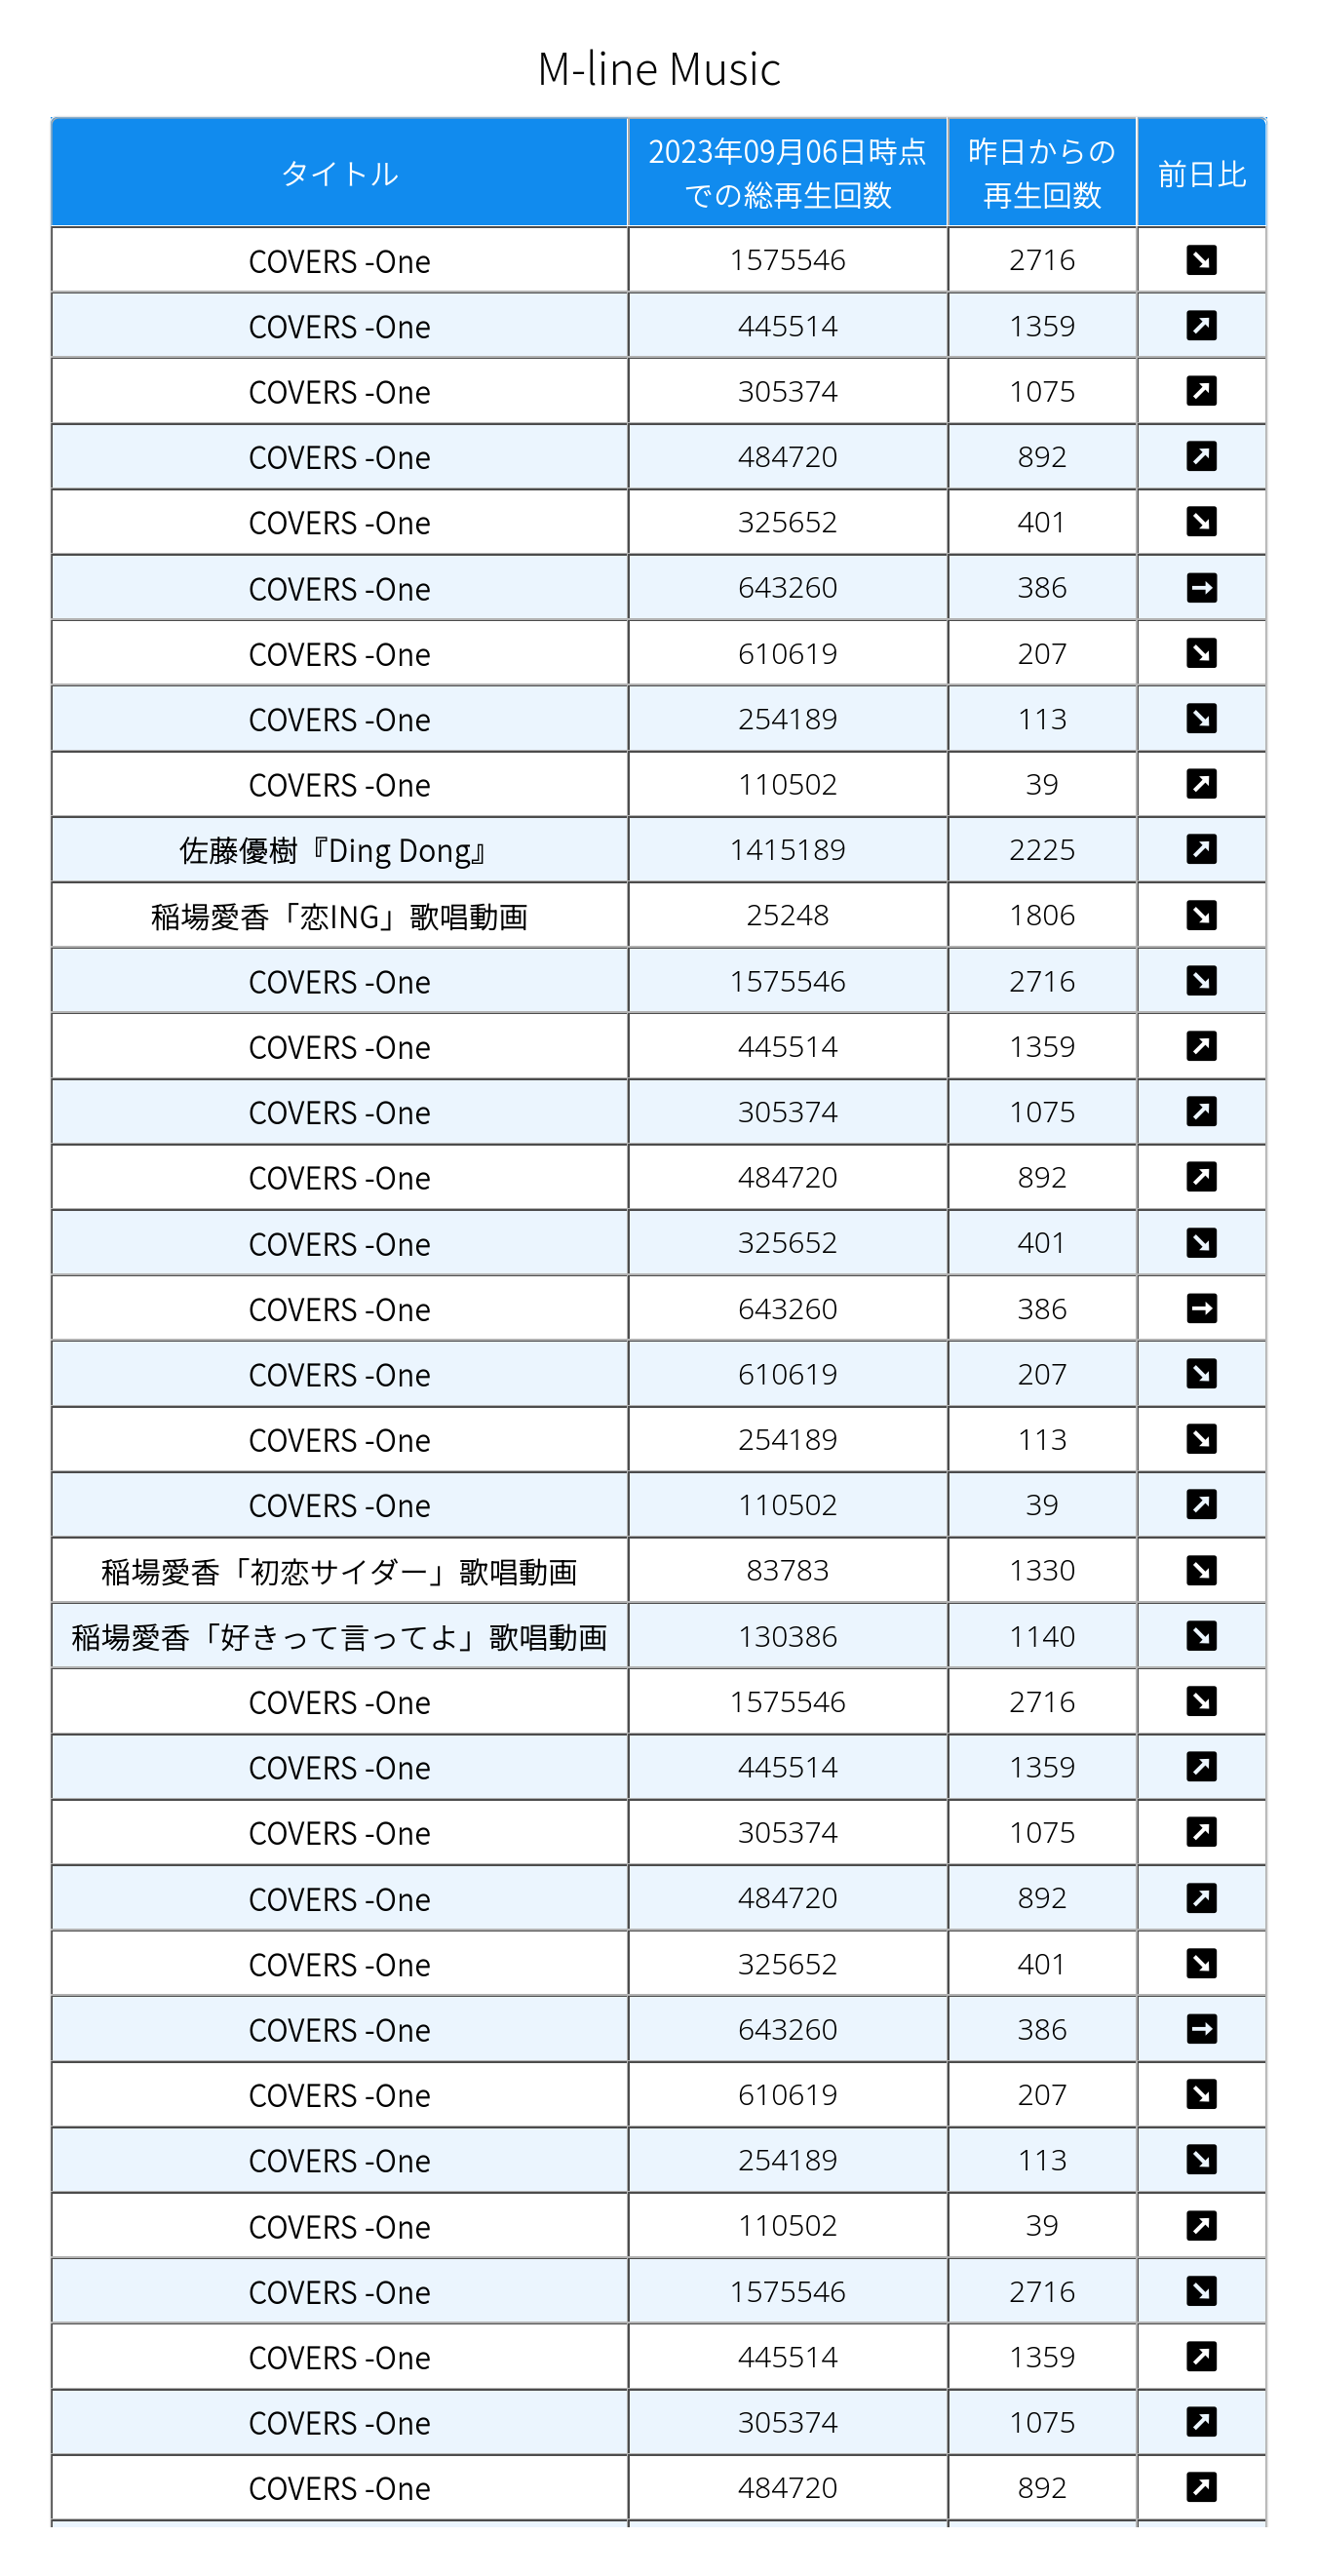 M-line Music
タイトル 2023年09月06日時点での総再生回数 昨日からの再生回数 前日比
COVERS -One 1575546 2716 ↘
COVERS -One 445514 1359 ↗
COVERS -One 305374 1075 ↗
COVERS -One 484720 892 ↗
COVERS -One 325652 401 ↘
COVERS -One 643260 386 →
COVERS -One 610619 207 ↘
COVERS -One 254189 113 ↘
COVERS -One 110502 39 ↗
佐藤優樹『Ding Dong』 1415189 2225 ↗
稲場愛香「恋ING」歌唱動画 25248 1806 ↘
COVERS -One 1575546 2716 ↘
COVERS -One 445514 1359 ↗
COVERS -One 305374 1075 ↗
COVERS -One 484720 892 ↗
COVERS -One 325652 401 ↘
COVERS -One 643260 386 →
COVERS -One 610619 207 ↘
COVERS -One 254189 113 ↘
COVERS -One 110502 39 ↗
稲場愛香「初恋サイダー」歌唱動画 83783 1330 ↘
稲場愛香「好きって言ってよ」歌唱動画 130386 1140 ↘
COVERS -One 1575546 2716 ↘
COVERS -One 445514 1359 ↗
COVERS -One 305374 1075 ↗
COVERS -One 484720 892 ↗
COVERS -One 325652 401 ↘
COVERS -One 643260 386 →
COVERS -One 610619 207 ↘
COVERS -One 254189 113 ↘
COVERS -One 110502 39 ↗
COVERS -One 1575546 2716 ↘
COVERS -One 445514 1359 ↗
COVERS -One 305374 1075 ↗
COVERS -One 484720 892 ↗